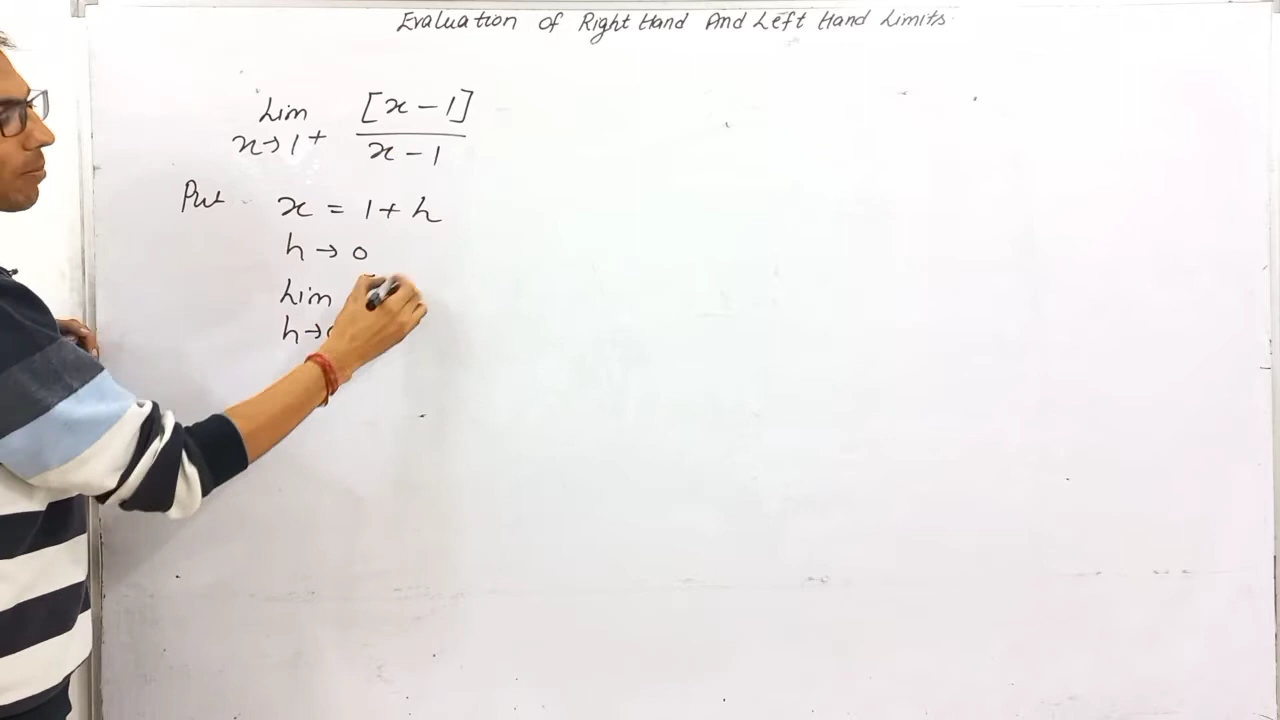 Evaluation of Right Hand And Left Hand Limits
Lim [x-1]
x→1+ x-1
Put x = 1+h
h→0
Lim
h→